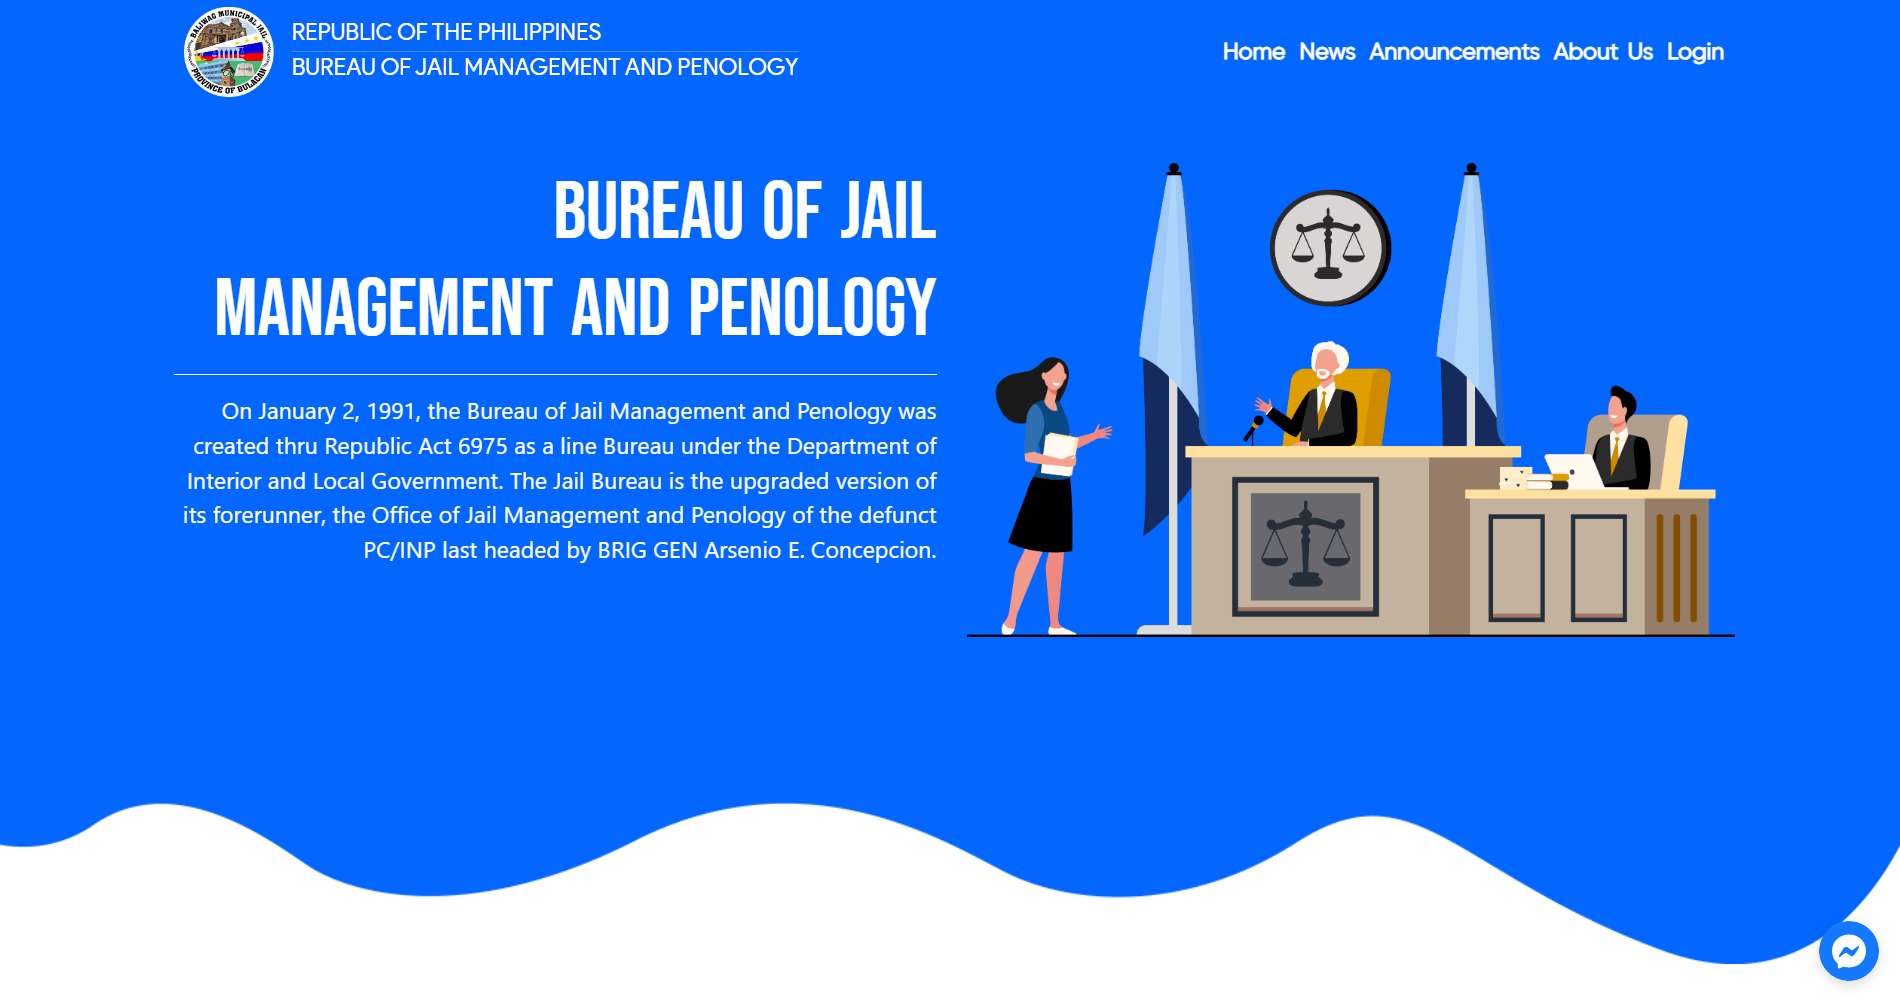 BALIWAG MUNICIPAL JAIL
PROVINCE OF BULACAN
REPUBLIC OF THE PHILIPPINES
BUREAU OF JAIL MANAGEMENT AND PENOLOGY
Home News Announcements About Us Login
BUREAU OF JAIL
MANAGEMENT AND PENOLOGY
On January 2, 1991, the Bureau of Jail Management and Penology was
created thru Republic Act 6975 as a line Bureau under the Department of
Interior and Local Government. The Jail Bureau is the upgraded version of
its forerunner, the Office of Jail Management and Penology of the defunct
PC/INP last headed by BRIG GEN Arsenio E. Concepcion.